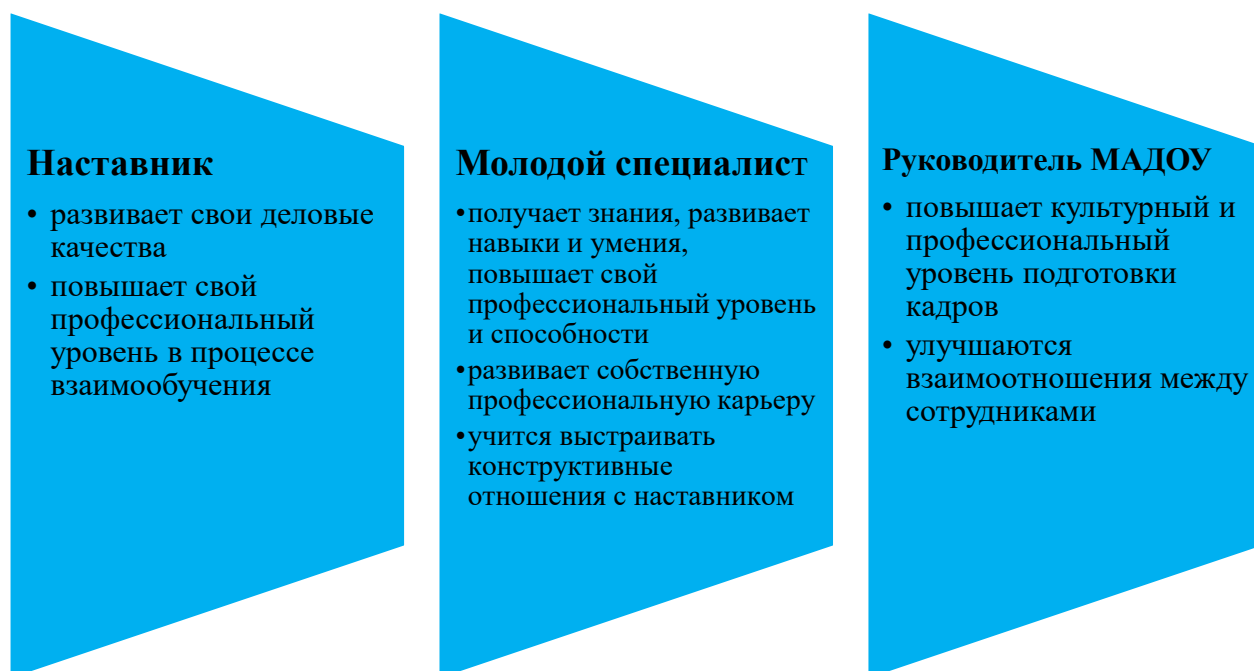 Наставник
• развивает свои деловые
качества
• повышает свой
профессиональный
уровень в процессе
взаимообучения
Молодой специалист
•получает знания, развивает
навыки и умения,
повышает свой
профессиональный уровень
и способности
•развивает собственную
профессиональную карьеру
•учится выстраивать
конструктивные
отношения с наставником
Руководитель МАДОУ
• повышает культурный и
профессиональный
уровень подготовки
кадров
• улучшаются
взаимоотношения между
сотрудниками